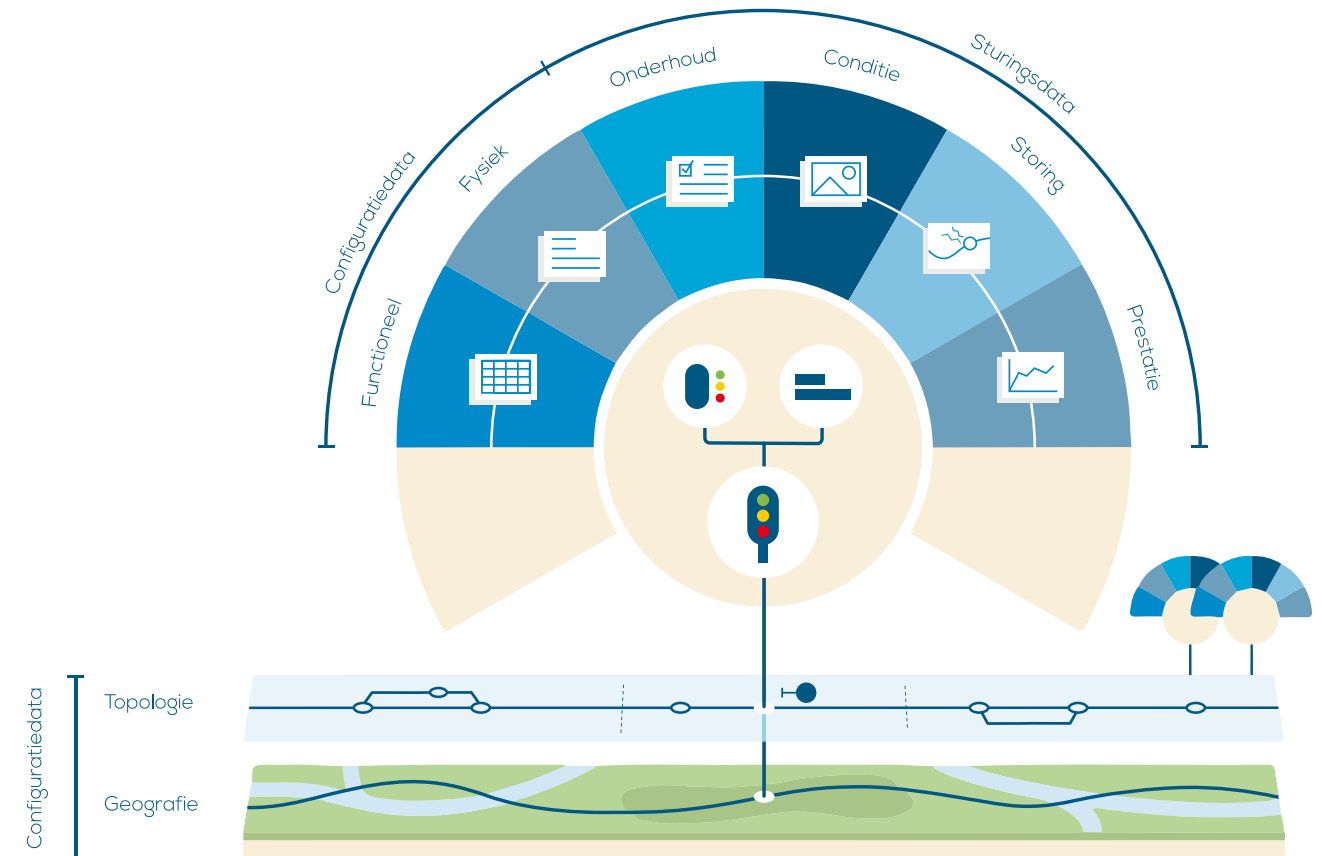 Configuratiedata
Sturingsdata
Functioneel
Fysiek
Onderhoud
Conditie
Storing
Prestatie
Configuratiedata
Topologie
Geografie